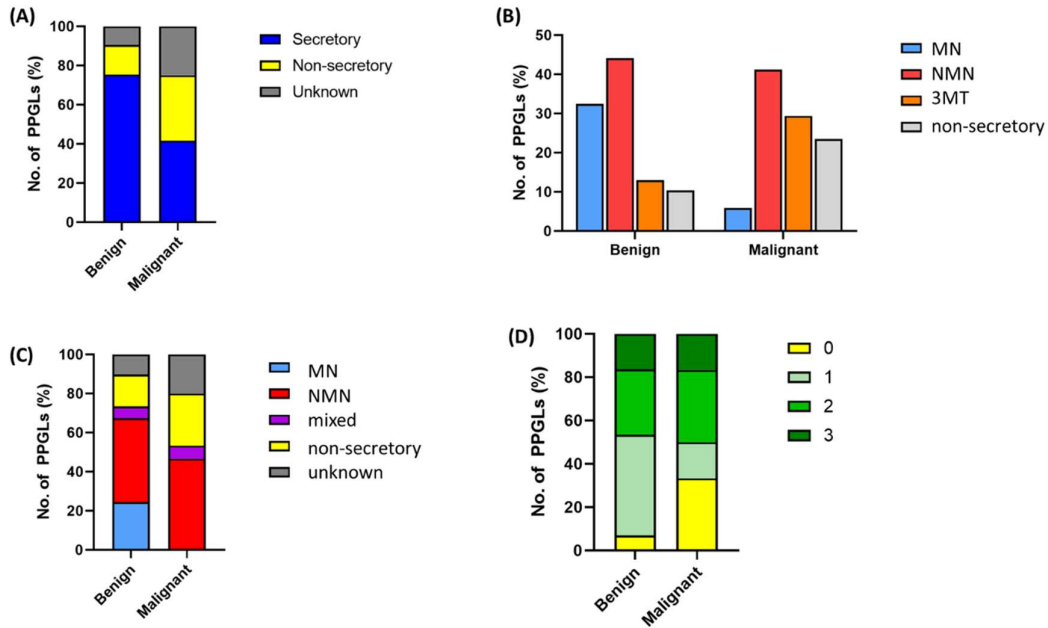 (A)
No. of PPGLs (%)
100
80
60
40
20
0
Benign
Malignant
Secretory
Non-secretory
Unknown
(B)
No. of PPGLs (%)
50
40
30
20
10
0
Benign
Malignant
MN
NMN
3MT
non-secretory
(C)
No. of PPGLs (%)
100
80
60
40
20
0
Benign
Malignant
MN
NMN
mixed
non-secretory
unknown
(D)
No. of PPGLs (%)
100
80
60
40
20
0
Benign
Malignant
0
1
2
3